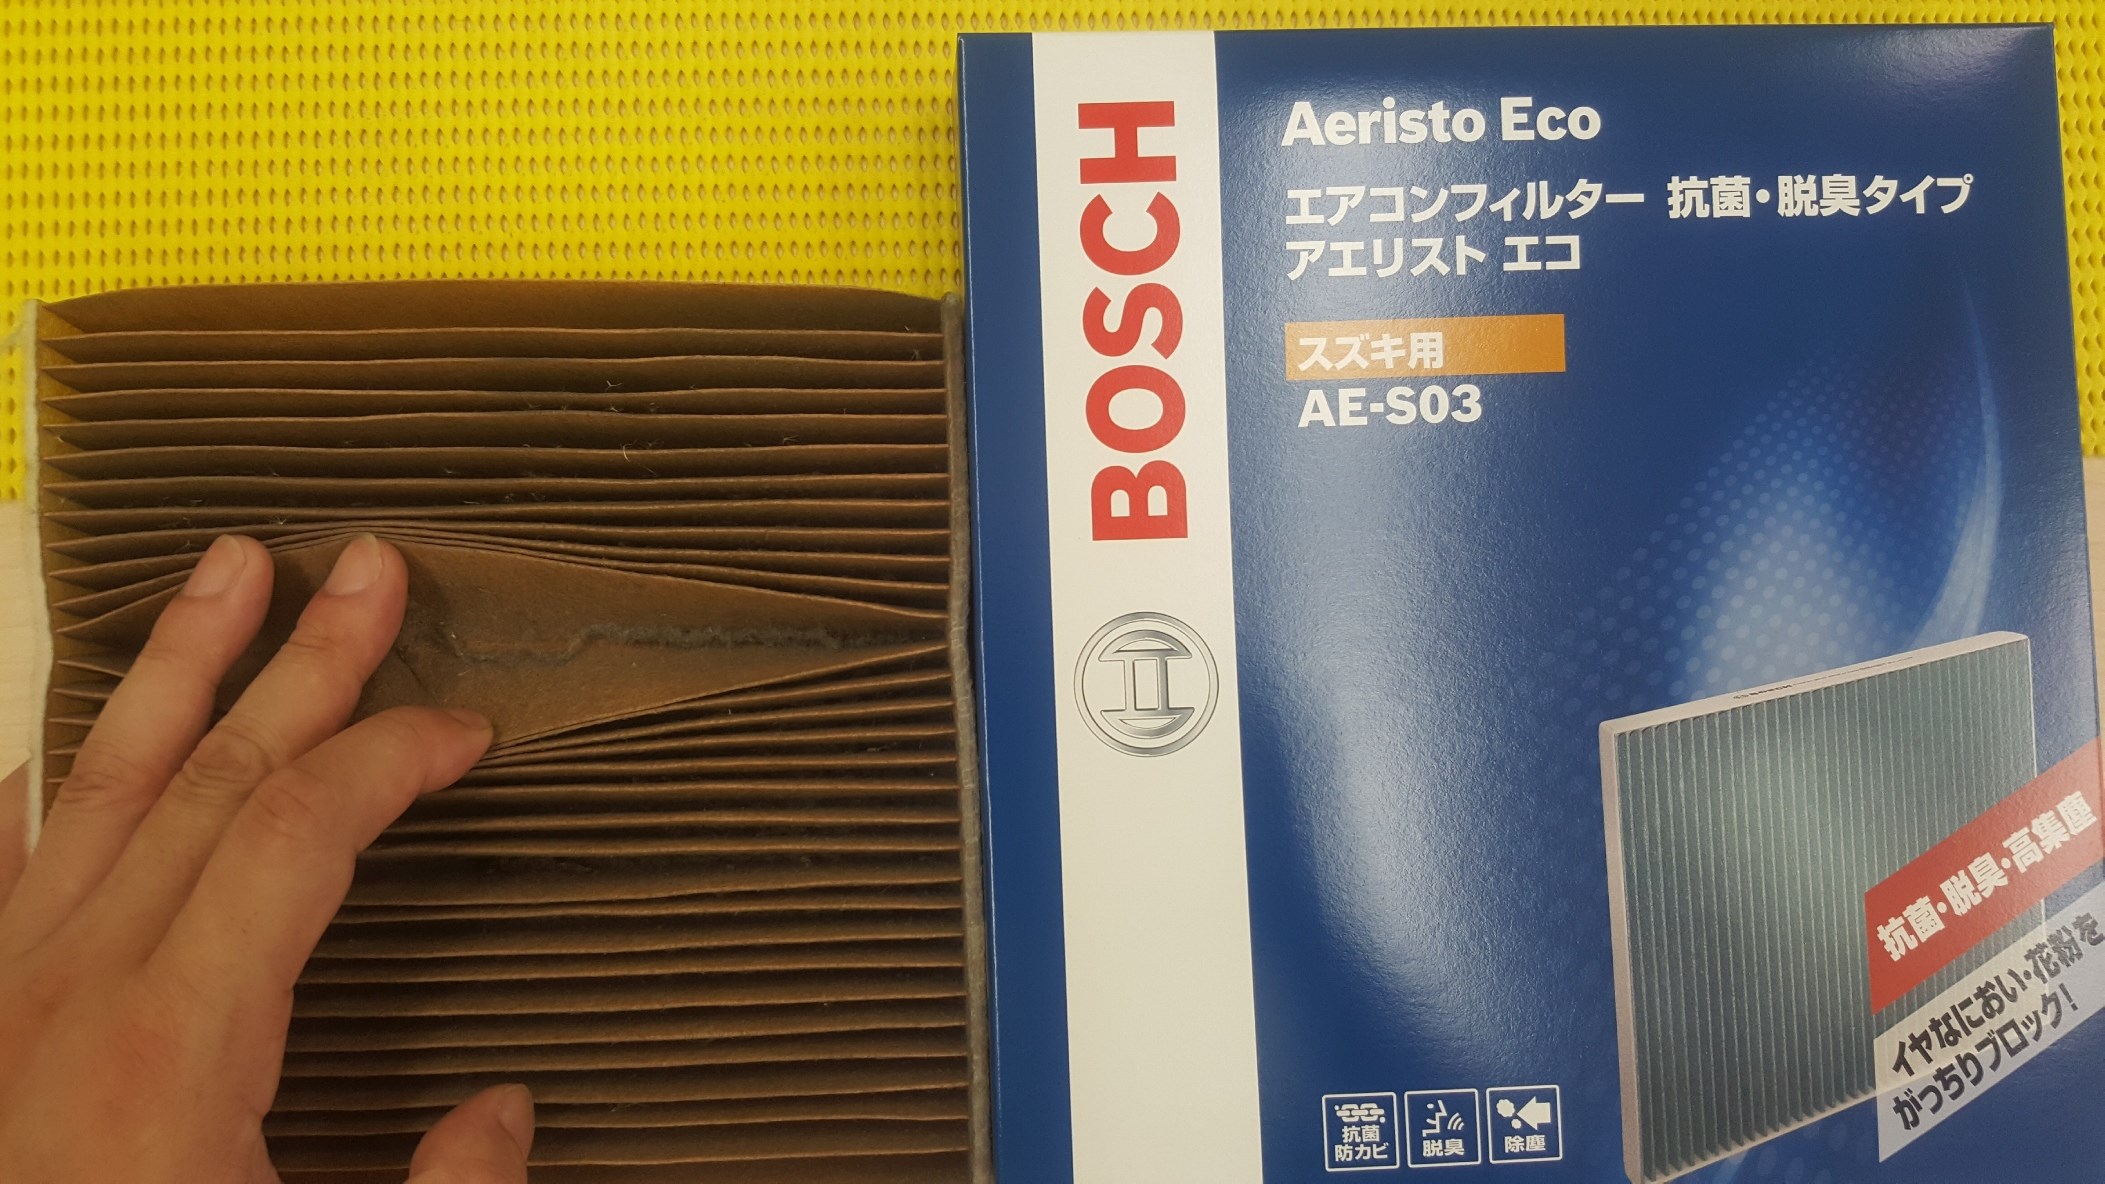 BOSCH
Aeristo Eco
エアコンフィルター 抗菌・脱臭タイプ
アエリスト エコ
スズキ用
AE-S03
抗菌・脱臭・高集塵
イヤなにおい・花粉を
がっちりブロック!
抗菌
防カビ
脱臭
除塵
BOSCH